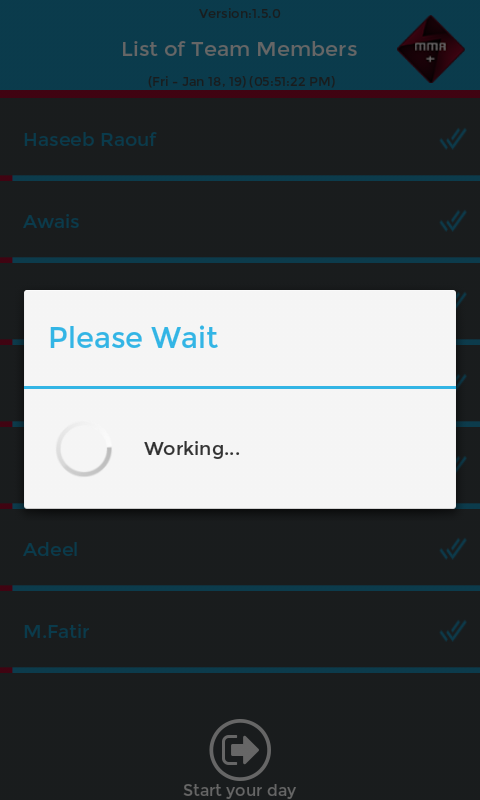 Version:1.5.0
List of Team Members
MMA
+
(Fri - Jan 18, 19) (05:51:22 PM)
Haseeb Raouf
Awais
Please Wait
Working...
Adeel
M.Fatir
Start your day